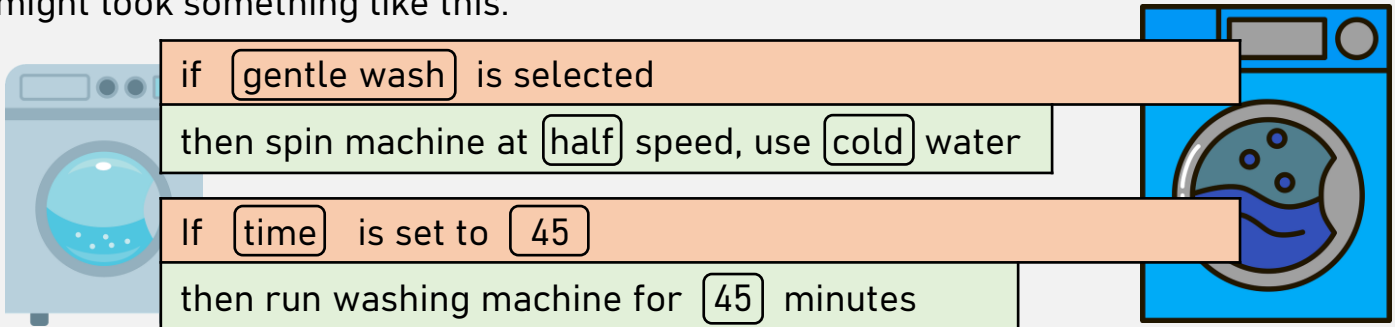 might look something like this.
if gentle wash is selected
then spin machine at half speed, use cold water
If time is set to 45
then run washing machine for 45 minutes